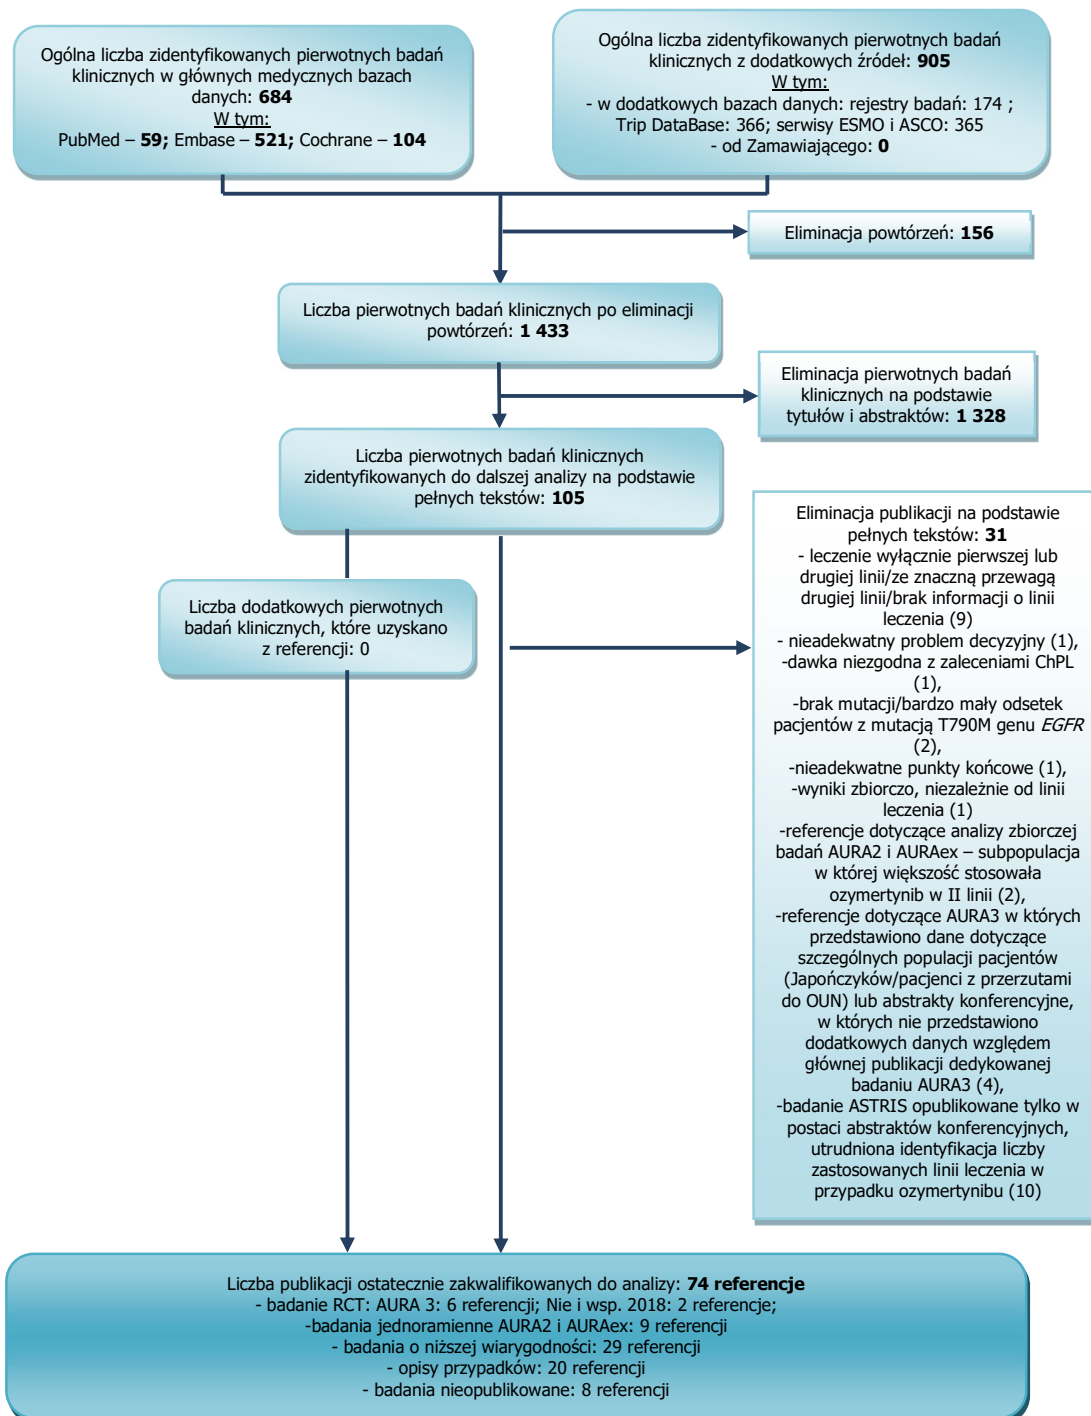 Ogólna liczba zidentyfikowanych pierwotnych badań
klinicznych w głównych medycznych bazach
danych: 684
W tym:
PubMed – 59; Embase – 521; Cochrane – 104
Ogólna liczba zidentyfikowanych pierwotnych badań
klinicznych z dodatkowych źródeł: 905
W tym:
- w dodatkowych bazach danych: rejestry badań: 174 ;
Trip DataBase: 366; serwisy ESMO i ASCO: 365
- od Zamawiającego: 0
Eliminacja powtórzeń: 156
Liczba pierwotnych badań klinicznych po eliminacji
powtórzeń: 1 433
Eliminacja pierwotnych badań
klinicznych na podstawie
tytułów i abstraktów: 1 328
Liczba pierwotnych badań klinicznych
zidentyfikowanych do dalszej analizy na podstawie
pełnych tekstów: 105
Eliminacja publikacji na podstawie
pełnych tekstów: 31
- leczenie wyłącznie pierwszej lub
drugiej linii/ze znaczną przewagą
drugiej linii/brak informacji o linii
leczenia (9)
- nieadekwatny problem decyzyjny (1),
-dawka niezgodna z zaleceniami ChPL
(1),
-brak mutacji/bardzo mały odsetek
pacjentów z mutacją T790M genu EGFR
(2),
-nieadekwatne punkty końcowe (1),
-wyniki zbiorczo, niezależnie od linii
leczenia (1)
-referencje dotyczące analizy zbiorczej
badań AURA2 i AURAex – subpopulacja
w której większość stosowała
ozymertynib w II linii (2),
-referencje dotyczące AURA3 w których
przedstawiono dane dotyczące
szczególnych populacji pacjentów
(Japończyków/pacjenci z przerzutami
do OUN) lub abstrakty konferencyjne,
w których nie przedstawiono
dodatkowych danych względem
głównej publikacji dedykowanej
badaniu AURA3 (4),
-badanie ASTRIS opublikowane tylko w
postaci abstraktów konferencyjnych,
utrudniona identyfikacja liczby
zastosowanych linii leczenia w
przypadku ozymertynibu (10)
Liczba dodatkowych pierwotnych
badań klinicznych, które uzyskano
z referencji: 0
Liczba publikacji ostatecznie zakwalifikowanych do analizy: 74 referencje
- badanie RCT: AURA 3: 6 referencji; Nie i wsp. 2018: 2 referencje;
-badania jednoramienne AURA2 i AURAex: 9 referencji
- badania o niższej wiarygodności: 29 referencji
- opisy przypadków: 20 referencji
- badania nieopublikowane: 8 referencji